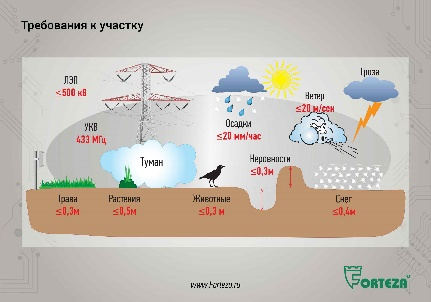 Требования к участку
ЛЭП
<500 кВ
УКВ
433 МГц
Туман
Осадки
≤20 мм/час
Ветер
≤20 м/сек
Гроза
Неровности
≤0,3м
Трава
≤0,3м
Растения
≤0,5м
Животные
≤0,3 м
Снег
≤0,4м
www.Forteza.ru
FORTEZA